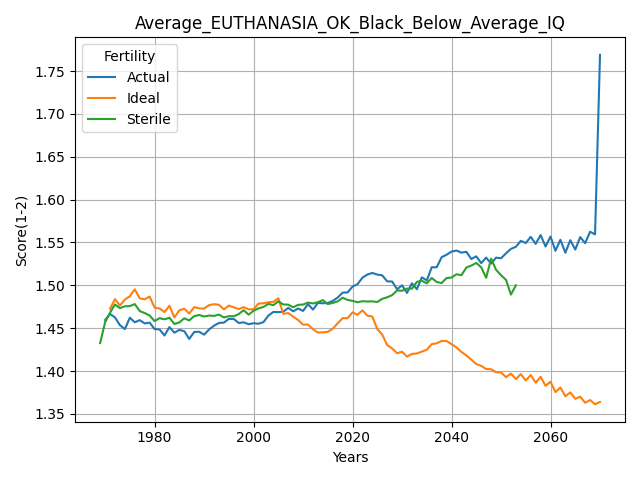 Average_EUTHANASIA_OK_Black_Below_Average_IQ
Fertility
Actual
Ideal
Sterile
Score(1-2)
1.75
1.70
1.65
1.60
1.55
1.50
1.45
1.40
1.35
1980
2000
2020
2040
2060
Years